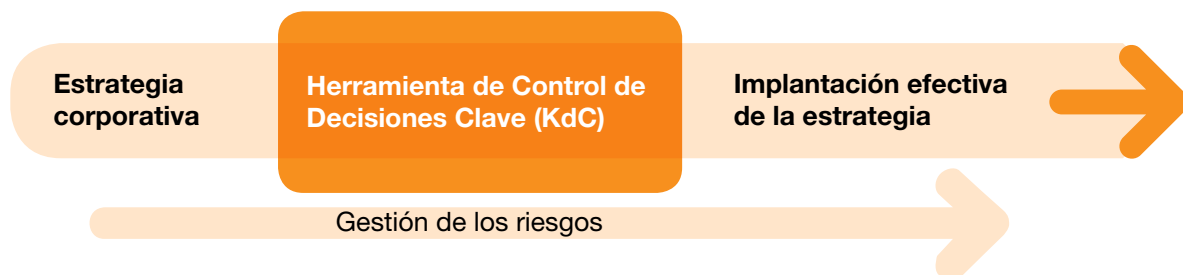 Estrategia
corporativa
Herramienta de Control de
Decisiones Clave (KdC)
Implantación efectiva
de la estrategia
Gestión de los riesgos